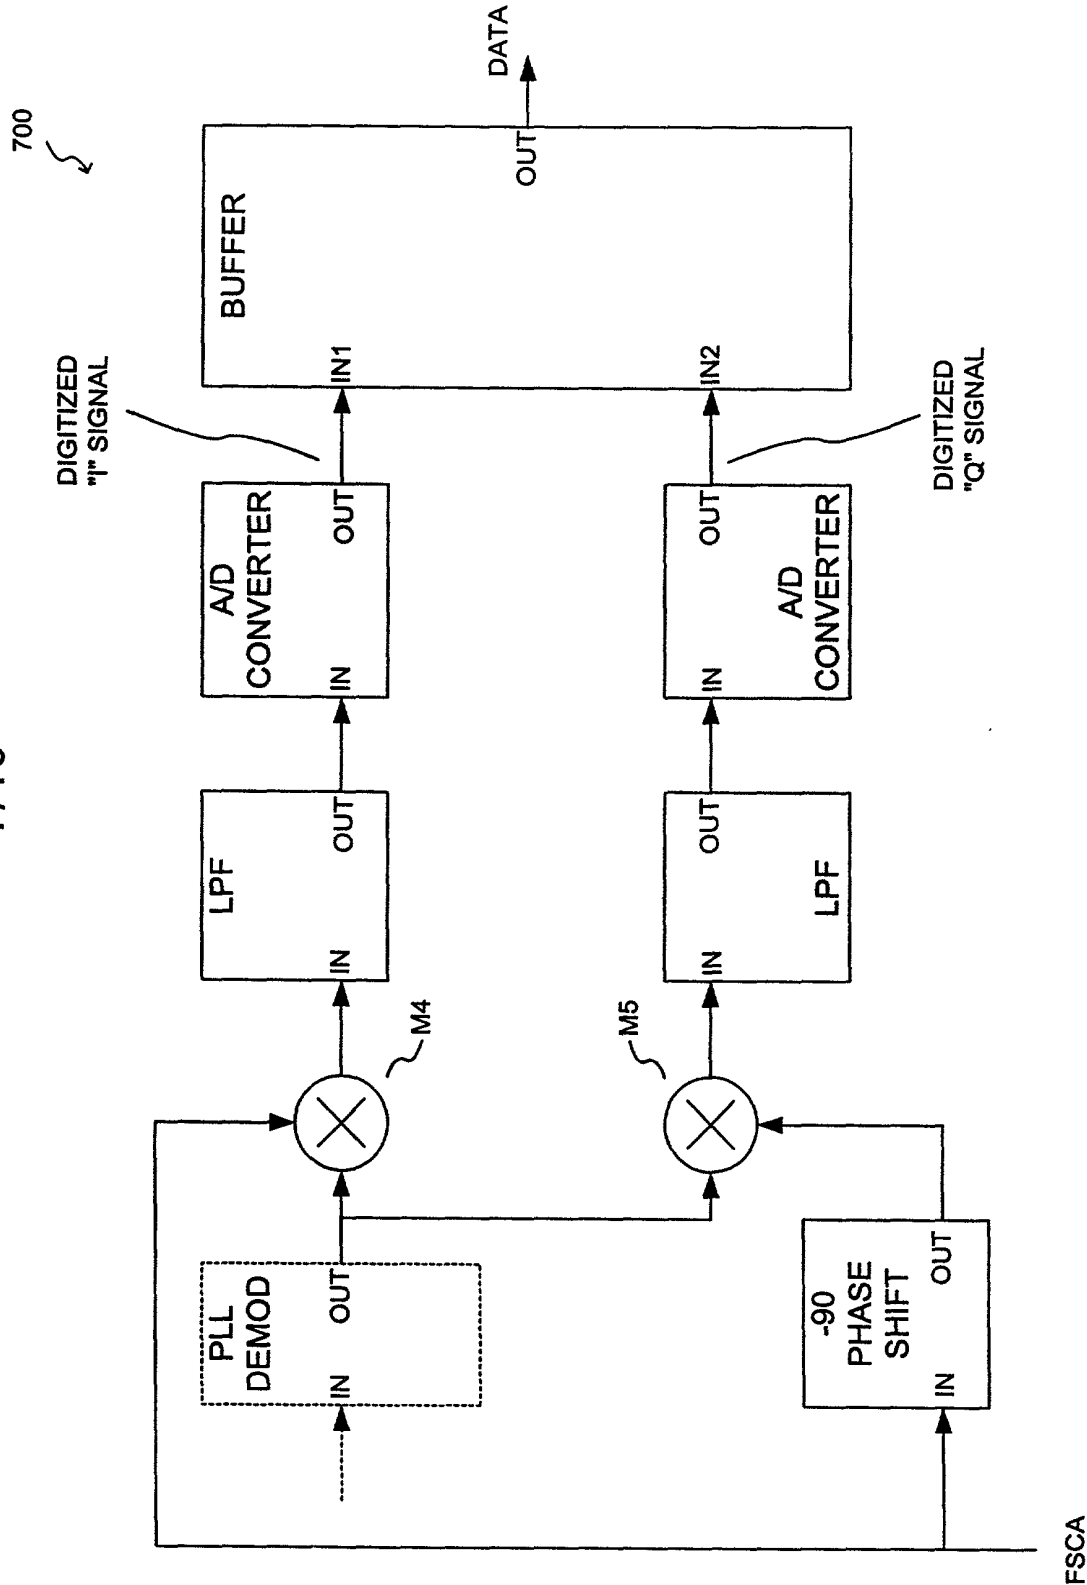 700
PLL
DEMOD
IN
OUT
M4
LPF
IN
OUT
A/D
CONVERTER
IN
OUT
DIGITIZED
"I" SIGNAL
BUFFER
IN1
IN2
OUT
DATA
FSCA
-90
PHASE
SHIFT
IN
OUT
M5
LPF
IN
OUT
A/D
CONVERTER
IN
OUT
DIGITIZED
"Q" SIGNAL